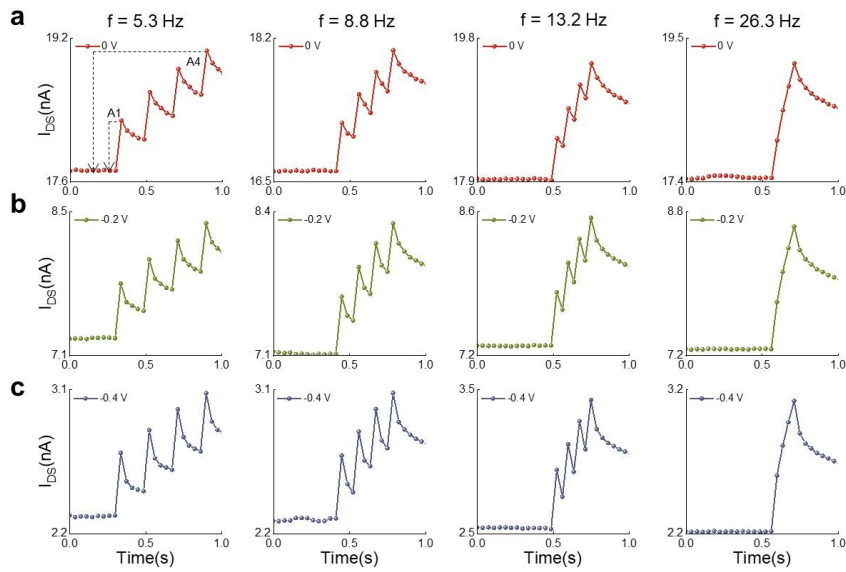 a
f = 5.3 Hz
f = 8.8 Hz
f = 13.2 Hz
f = 26.3 Hz
19.2
0 V
A4
A1
17.6
0.0 0.5 1.0
18.2
0 V
16.5
0.0 0.5 1.0
19.8
0 V
17.9
0.0 0.5 1.0
19.5
0 V
17.4
0.0 0.5 1.0
I_DS(nA)
b
8.5
-0.2 V
7.1
0.0 0.5 1.0
8.4
-0.2 V
7.1
0.0 0.5 1.0
8.6
-0.2 V
7.2
0.0 0.5 1.0
8.8
-0.2 V
7.2
0.0 0.5 1.0
I_DS(nA)
c
3.1
-0.4 V
2.2
0.0 0.5 1.0
3.1
-0.4 V
2.2
0.0 0.5 1.0
3.5
-0.4 V
2.5
0.0 0.5 1.0
3.2
-0.4 V
2.2
0.0 0.5 1.0
I_DS(nA)
Time(s)
Time(s)
Time(s)
Time(s)